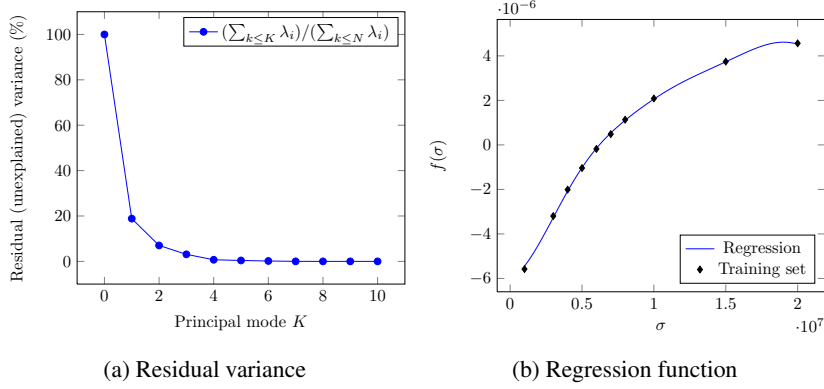 Residual (unexplained) variance (%)
100
80
60
40
20
0
(∑k≤K λi)/(∑k≤N λi)
0 2 4 6 8 10
Principal mode K
(a) Residual variance
·10−6
f(σ)
4
2
0
−2
−4
−6
Regression
Training set
0 0.5 1 1.5 2
·107
σ
(b) Regression function